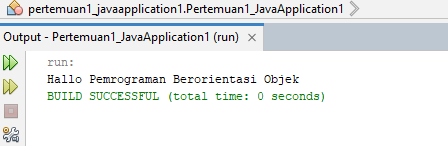 pertemuan1_javaapplication1.Pertemuan1_JavaApplication1
Output - Pertemuan1_JavaApplication1 (run)
run:
Hallo Pemrograman Berorientasi Objek
BUILD SUCCESSFUL (total time: 0 seconds)